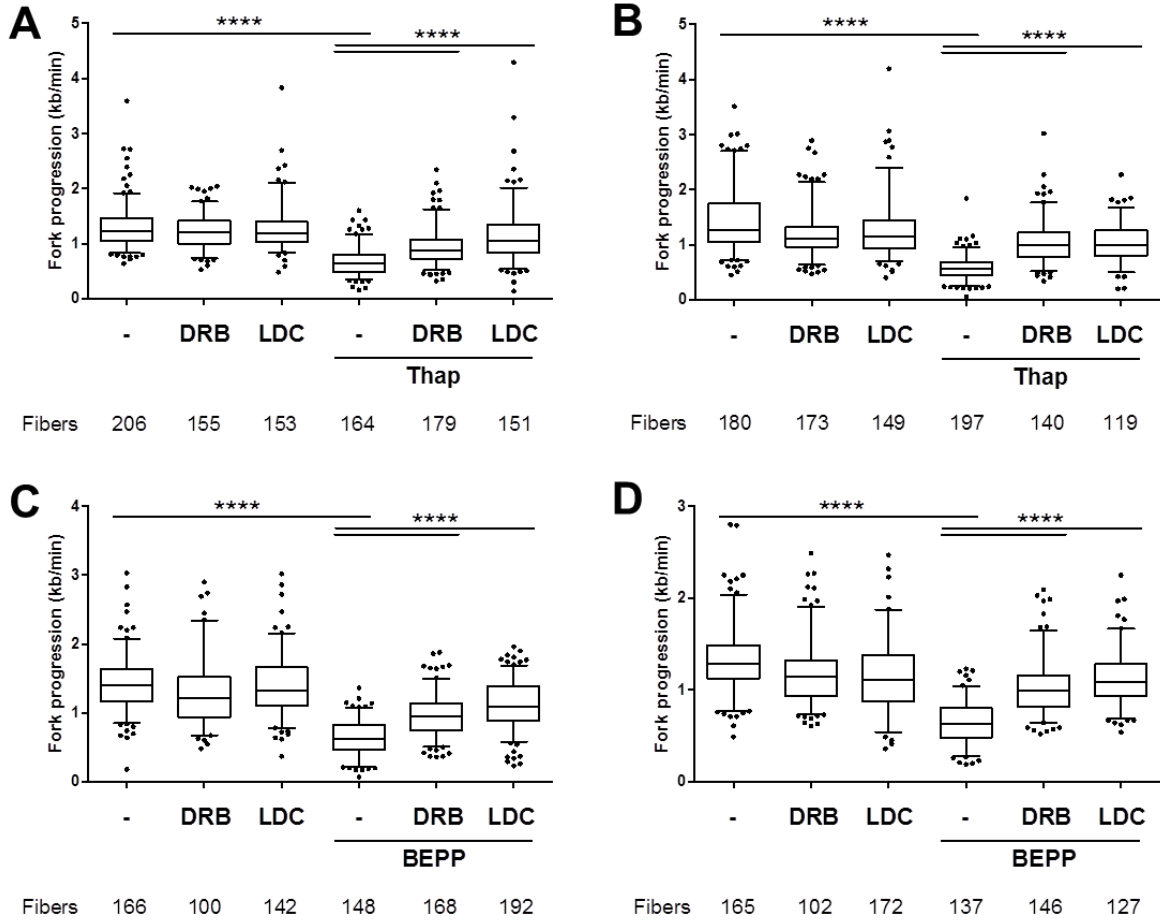 A
Fork progression (kb/min)
5
4
3
2
1
0
**** ****
- DRB LDC - DRB LDC
Thap
Fibers 206 155 153 164 179 151
B
Fork progression (kb/min)
5
4
3
2
1
0
**** ****
- DRB LDC - DRB LDC
Thap
Fibers 180 173 149 197 140 119
C
Fork progression (kb/min)
4
3
2
1
0
**** ****
- DRB LDC - DRB LDC
BEPP
Fibers 166 100 142 148 168 192
D
Fork progression (kb/min)
3
2
1
0
**** ****
- DRB LDC - DRB LDC
BEPP
Fibers 165 102 172 137 146 127